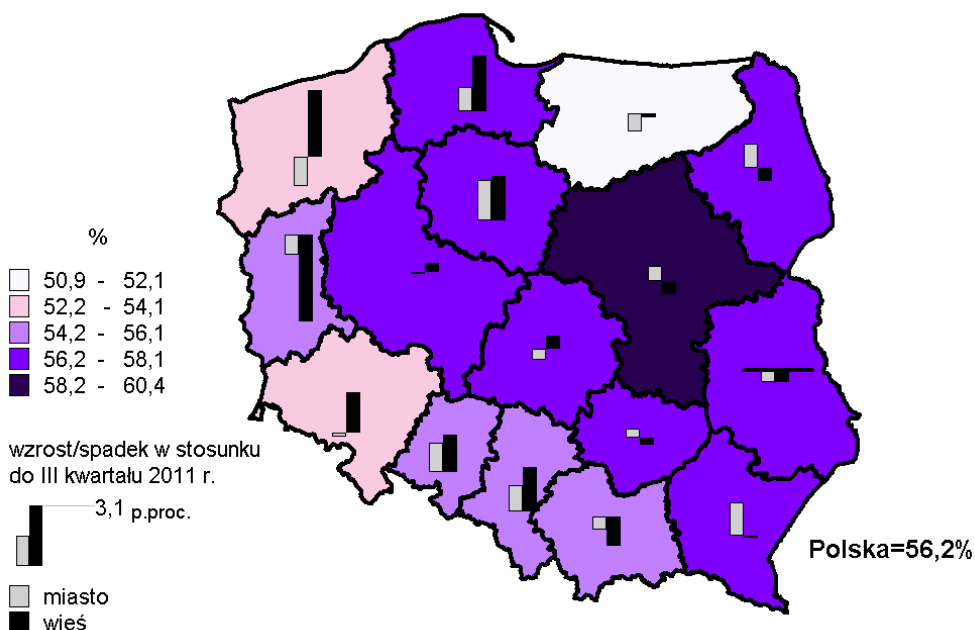 %
50,9 - 52,1
52,2 - 54,1
54,2 - 56,1
56,2 - 58,1
58,2 - 60,4
wzrost/spadek w stosunku
do III kwartału 2011 r.
3,1 p.proc.
miasto
wieś
Polska=56,2%